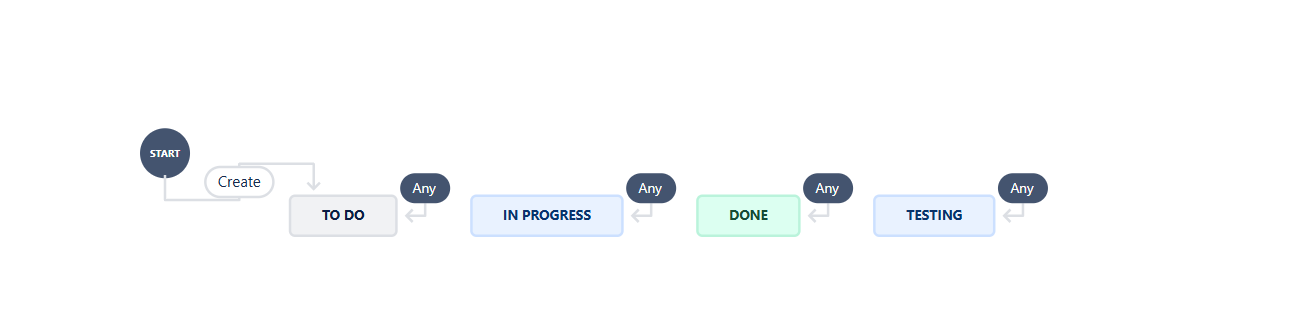 START
Create
Any
Any
Any
Any
TO DO
IN PROGRESS
DONE
TESTING